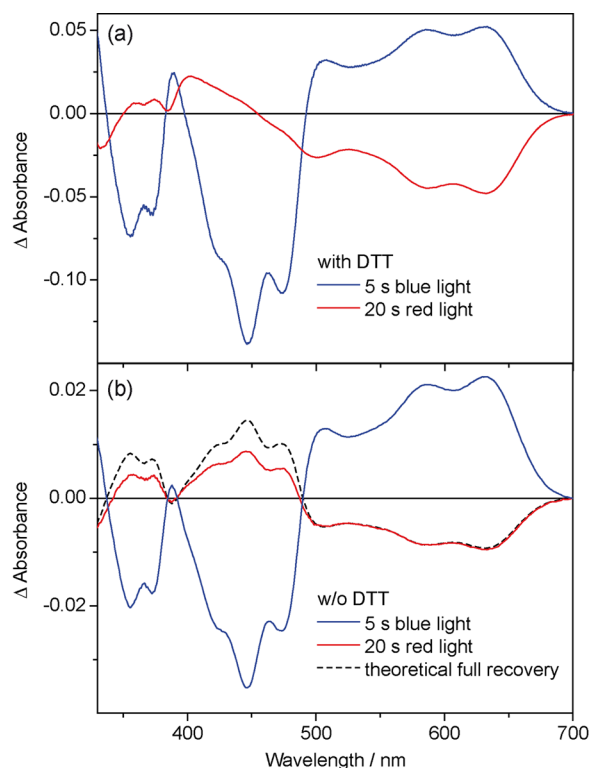 (a)
0.05
0.00
-0.05
-0.10
Δ Absorbance
with DTT
5 s blue light
20 s red light
(b)
0.02
0.00
-0.02
Δ Absorbance
w/o DTT
5 s blue light
20 s red light
theoretical full recovery
400
500
600
700
Wavelength / nm